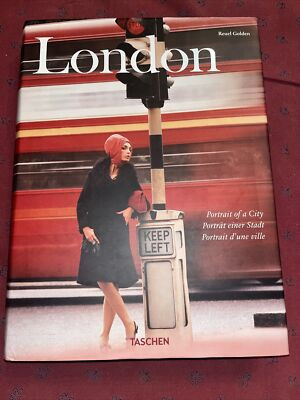 Reuel Golden
London
Portrait of a City
Porträt einer Stadt
Portrait d'une ville
KEEP
LEFT
TASCHEN